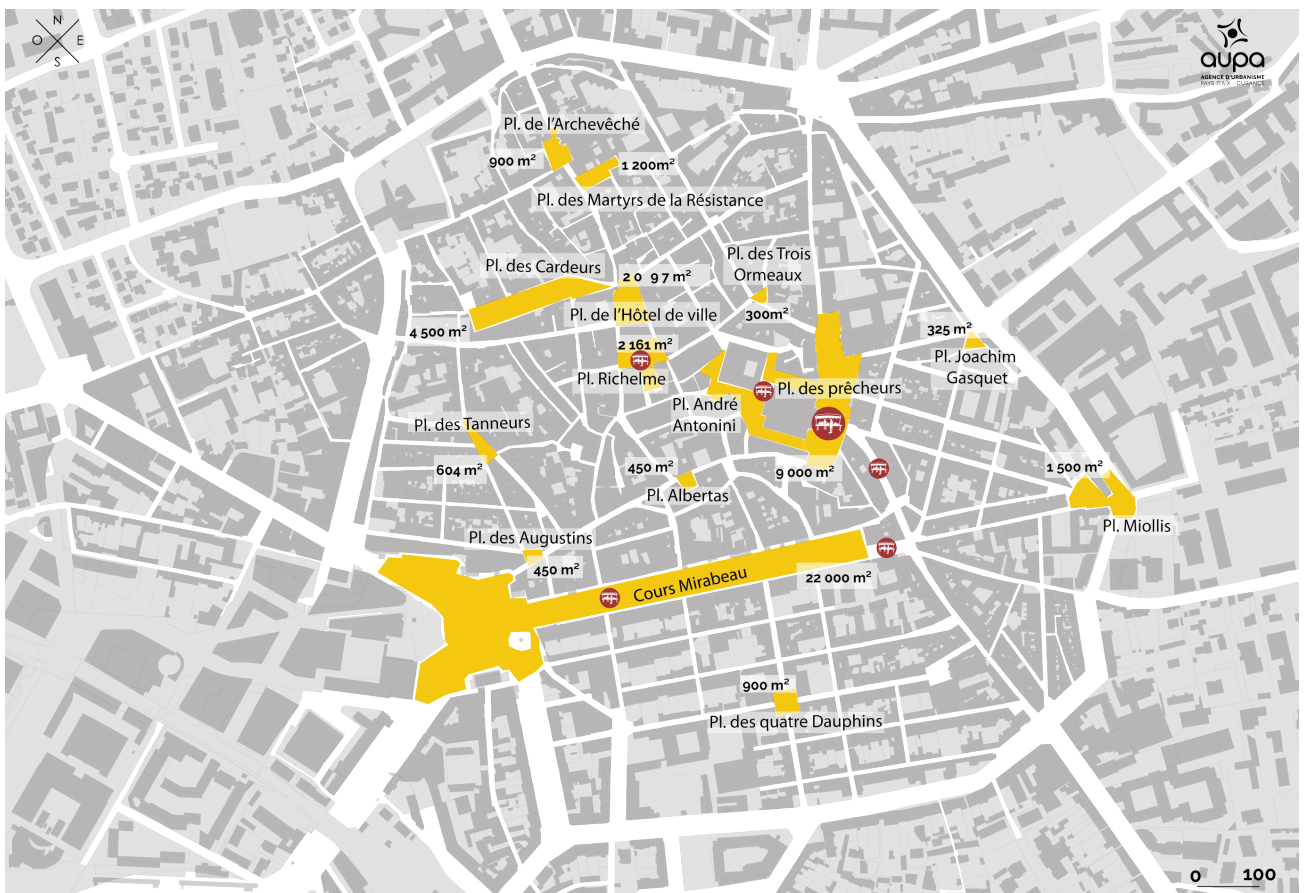 N
O E
S
aupa
AGENCE D'URBANISME
PAYS D'AIX - DURANCE
Pl. de l'Archevêché
900 m²
1 200m²
Pl. des Martyrs de la Résistance
Pl. des Trois
Ormeaux
Pl. des Cardeurs
2 0 9 7 m²
300m²
Pl. de l'Hôtel de ville
4 500 m²
325 m²
2 161 m²
Pl. Joachim
Gasquet
Pl. Richelme
Pl. des prêcheurs
Pl. André
Antonini
Pl. des Tanneurs
604 m²
450 m²
9 000 m²
1 500 m²
Pl. Albertas
Pl. Miollis
Pl. des Augustins
450 m²
Cours Mirabeau
22 000 m²
900 m²
Pl. des quatre Dauphins
0 100